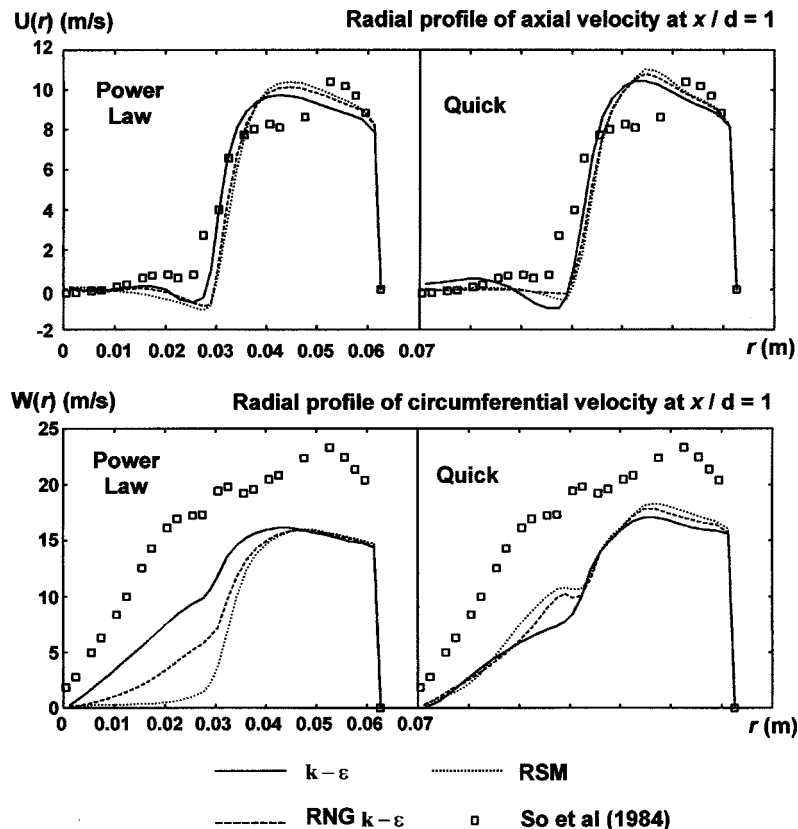 U(r) (m/s) Radial profile of axial velocity at x / d = 1
12
10
8
6
4
2
0
-2
Power
Law
Quick
0 0.01 0.02 0.03 0.04 0.05 0.06 0.07
r (m)
W(r) (m/s) Radial profile of circumferential velocity at x / d = 1
25
20
15
10
5
0
Power
Law
Quick
0 0.01 0.02 0.03 0.04 0.05 0.06 0.07
r (m)
k – ε RSM
RNG k – ε So et al (1984)